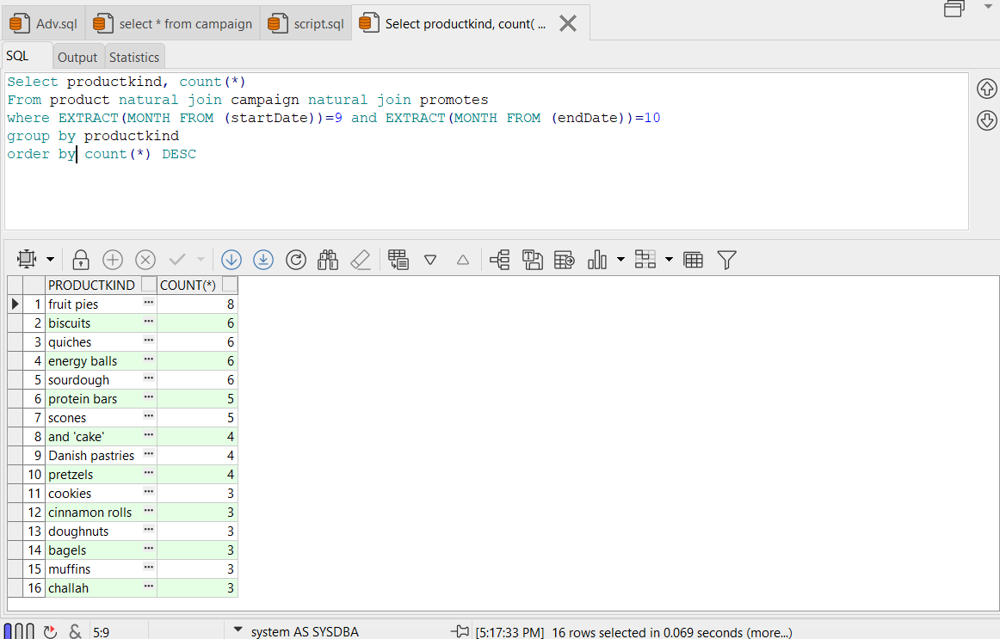 Adv.sql select * from campaign script.sql Select productkind, count( ...
SQL Output Statistics
Select productkind, count(*)
From product natural join campaign natural join promotes
where EXTRACT(MONTH FROM (startDate))=9 and EXTRACT(MONTH FROM (endDate))=10
group by productkind
order by count(*) DESC
PRODUCTKIND COUNT(*)
1 fruit pies ... 8
2 biscuits ... 6
3 quiches ... 6
4 energy balls ... 6
5 sourdough ... 6
6 protein bars ... 5
7 scones ... 5
8 and 'cake' ... 4
9 Danish pastries ... 4
10 pretzels ... 4
11 cookies ... 3
12 cinnamon rolls ... 3
13 doughnuts ... 3
14 bagels ... 3
15 muffins ... 3
16 challah ... 3
& 5:9 system AS SYSDBA [5:17:33 PM] 16 rows selected in 0.069 seconds (more...)